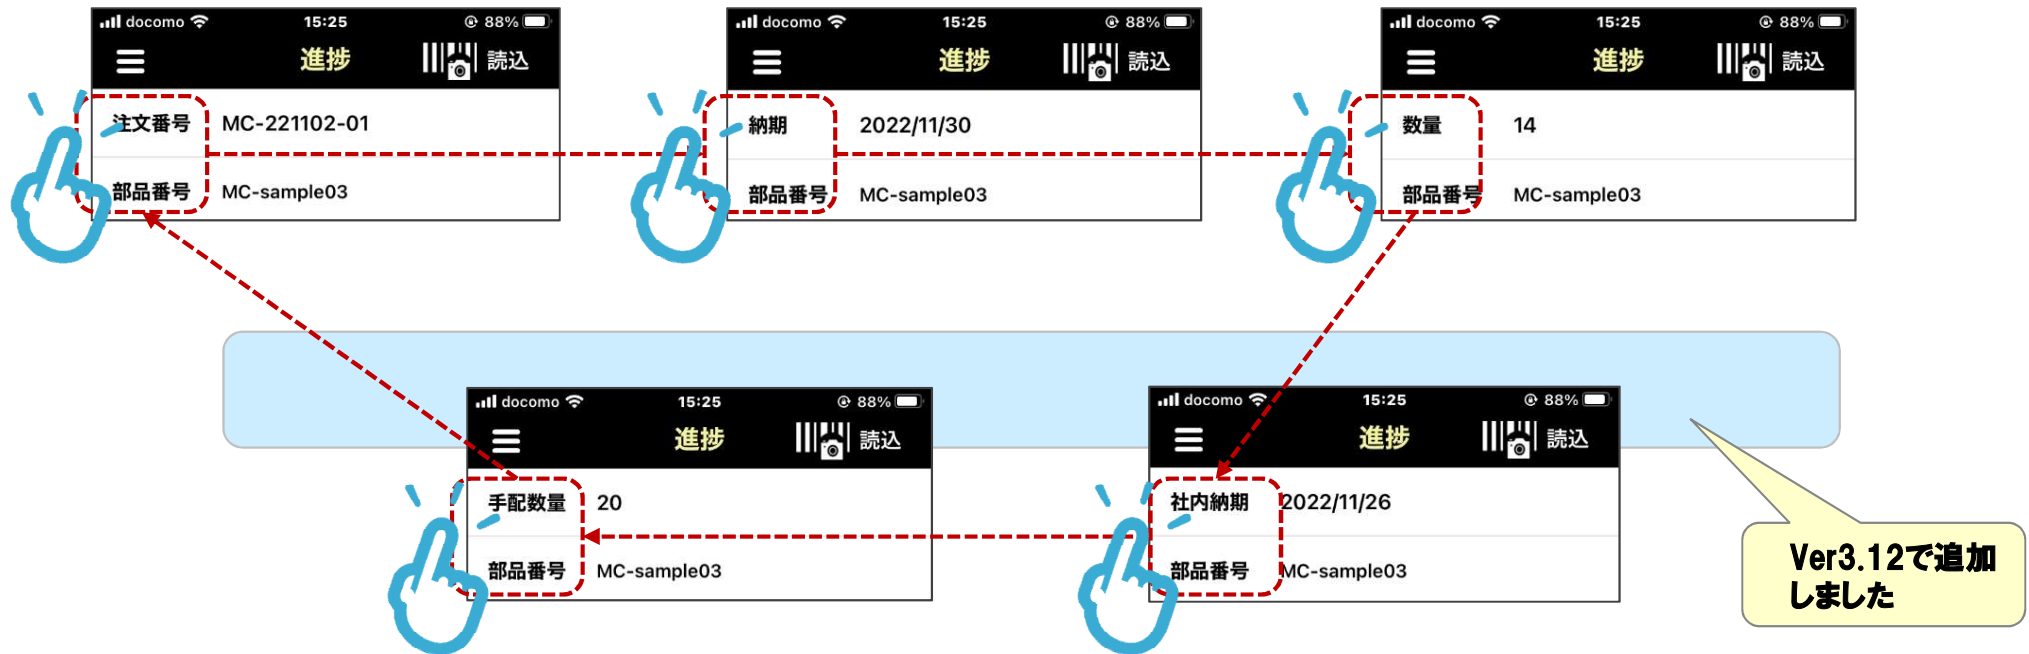 docomo 15:25 88%
進捗 読込
注文番号 MC-221102-01
部品番号 MC-sample03
docomo 15:25 88%
進捗 読込
納期 2022/11/30
部品番号 MC-sample03
docomo 15:25 88%
進捗 読込
数量 14
部品番号 MC-sample03
docomo 15:25 88%
進捗 読込
手配数量 20
部品番号 MC-sample03
docomo 15:25 88%
進捗 読込
社内納期 2022/11/26
部品番号 MC-sample03
Ver3.12で追加
しました